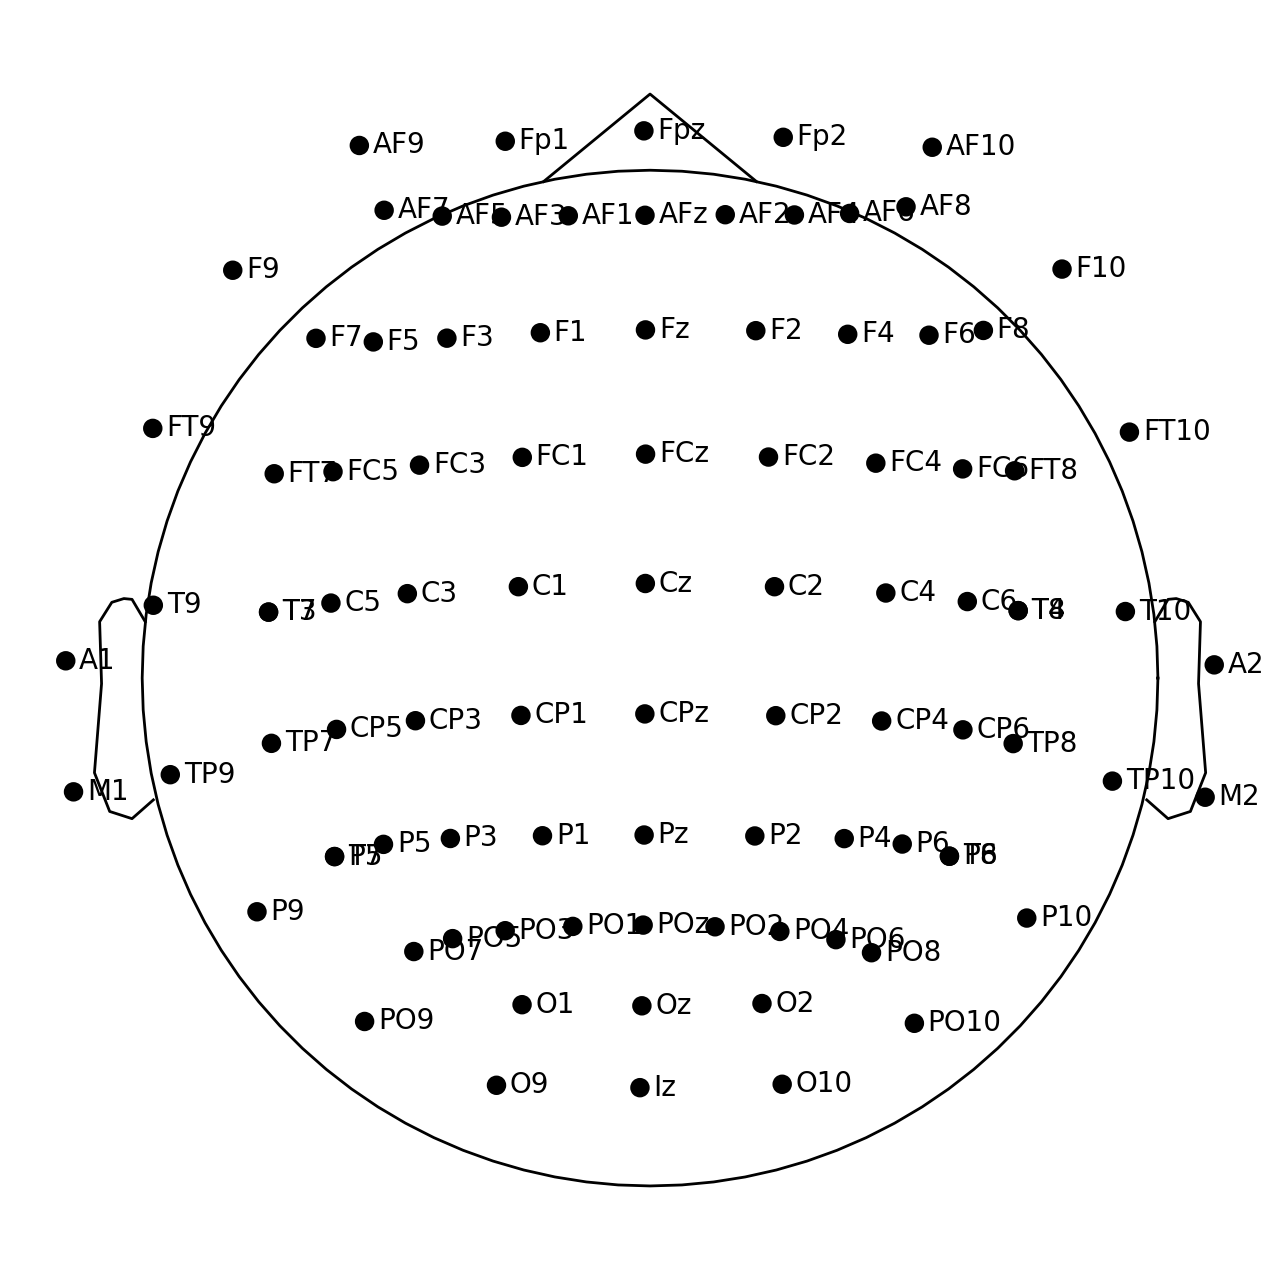 Fpz
Fp1 Fp2
AF9 AF10
AF7 AF5 AF3 AF1 AFz AF2 AF4 AF6 AF8
F9 F10
F7 F5 F3 F1 Fz F2 F4 F6 F8
FT9 FT10
FT7 FC5 FC3 FC1 FCz FC2 FC4 FC6 FT8
T9 T7 T3 C5 C3 C1 Cz C2 C4 C6 T8 T4 T10
A1 A2
TP7 CP5 CP3 CP1 CPz CP2 CP4 CP6 TP8
TP9 TP10
M1 M2
T5 P7 P5 P3 P1 Pz P2 P4 P6 T6 P8
P9 P10
PO7 PO5 PO3 PO1 POz PO2 PO4 PO6 PO8
O1 Oz O2
PO9 PO10
O9 Iz O10